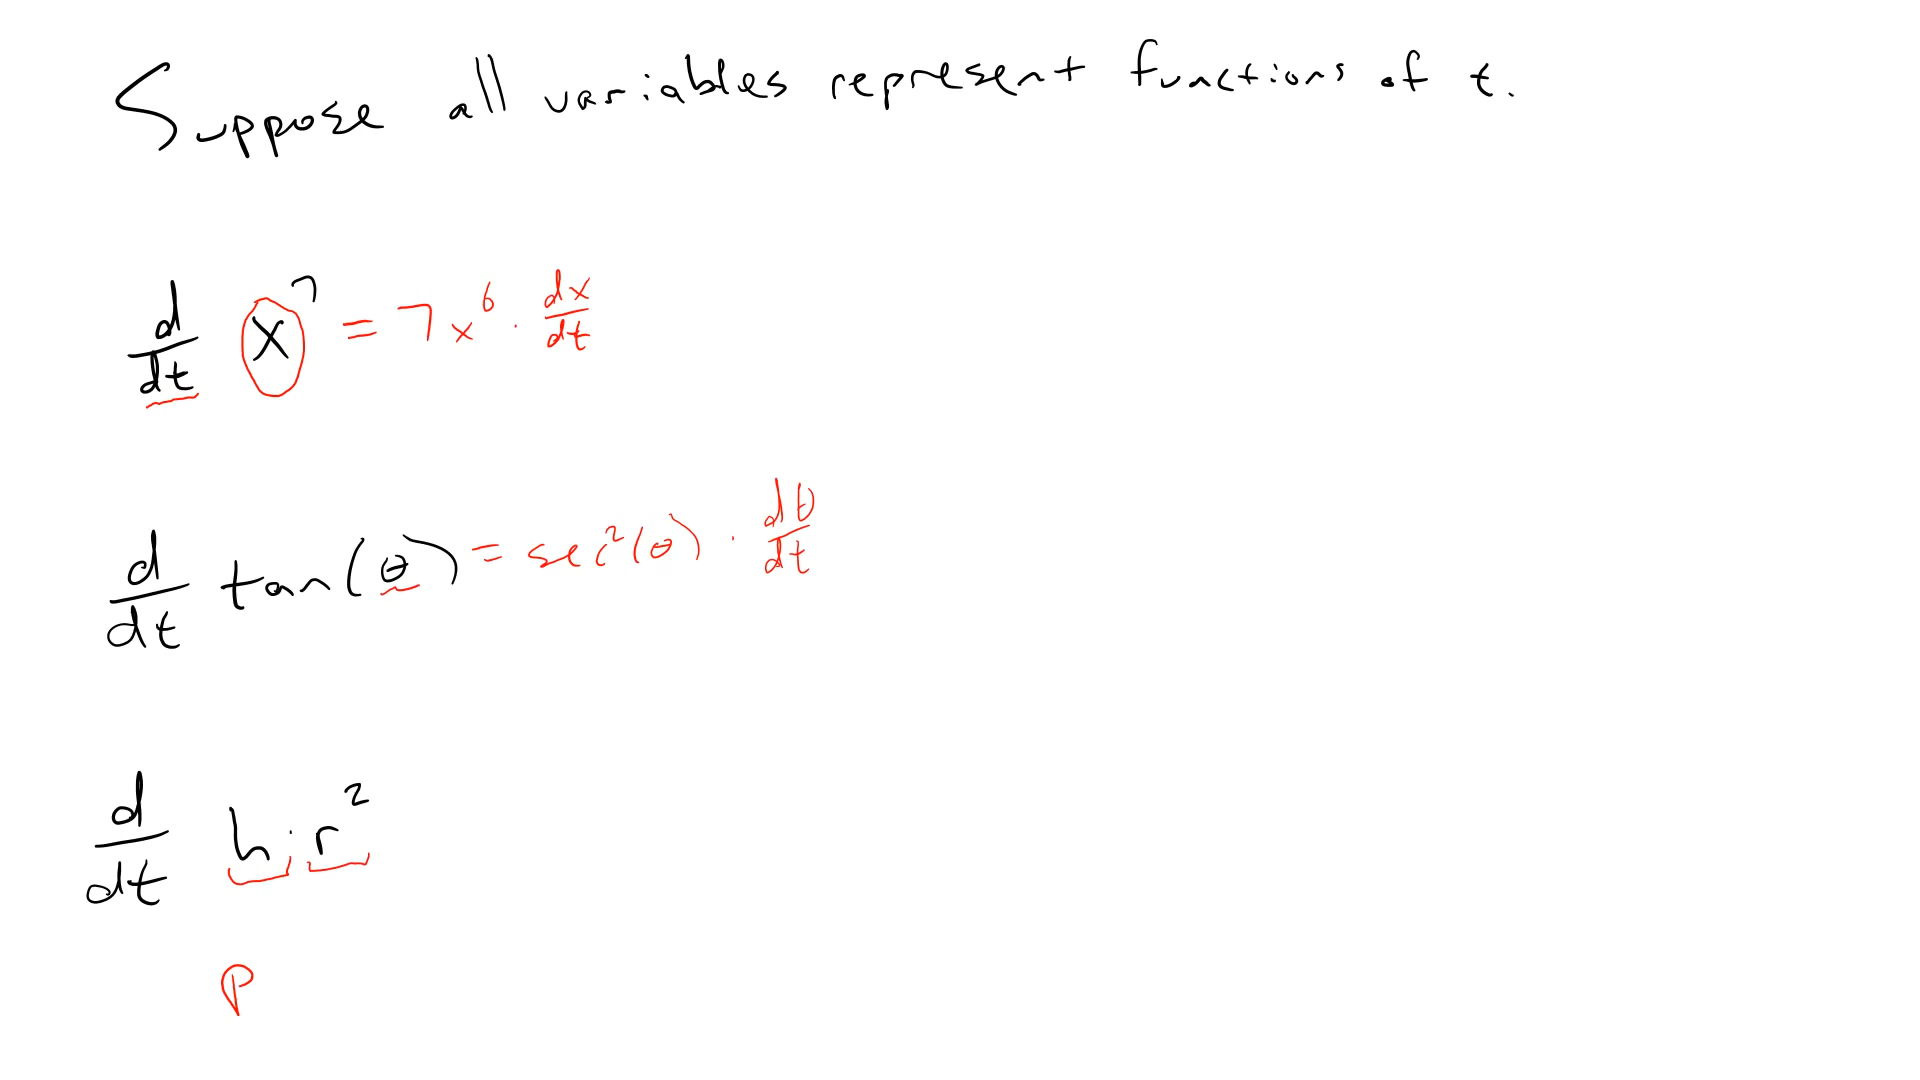 Suppose all variables represent functions of t.
d/dt x^7 = 7x^6 · dx/dt
d/dt tan(θ) = sec^2(θ) · dθ/dt
d/dt h · r^2
P